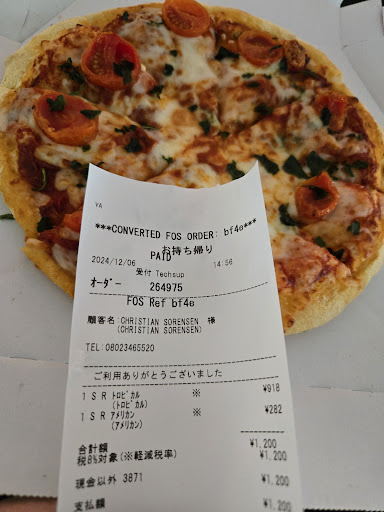 VA
***CONVERTED FOS ORDER: bf4e***
お持ち帰り
PAID
2024/12/06 14:56
受付 Techsup
オーダー 264975
FOS Ref bf4e
顧客名:CHRISTIAN SORENSEN 様
(CHRISTIAN SORENSEN)
TEL:08023465520
ご利用ありがとうございました
1 S R トロピカル ※ ¥918
(トロピカル)
1 S R アメリカン ※ ¥282
(アメリカン)
合計額 ¥1,200
税8%対象(※軽減税率) ¥1,200
現金以外 3871 ¥1,200
支払額 ¥1,200